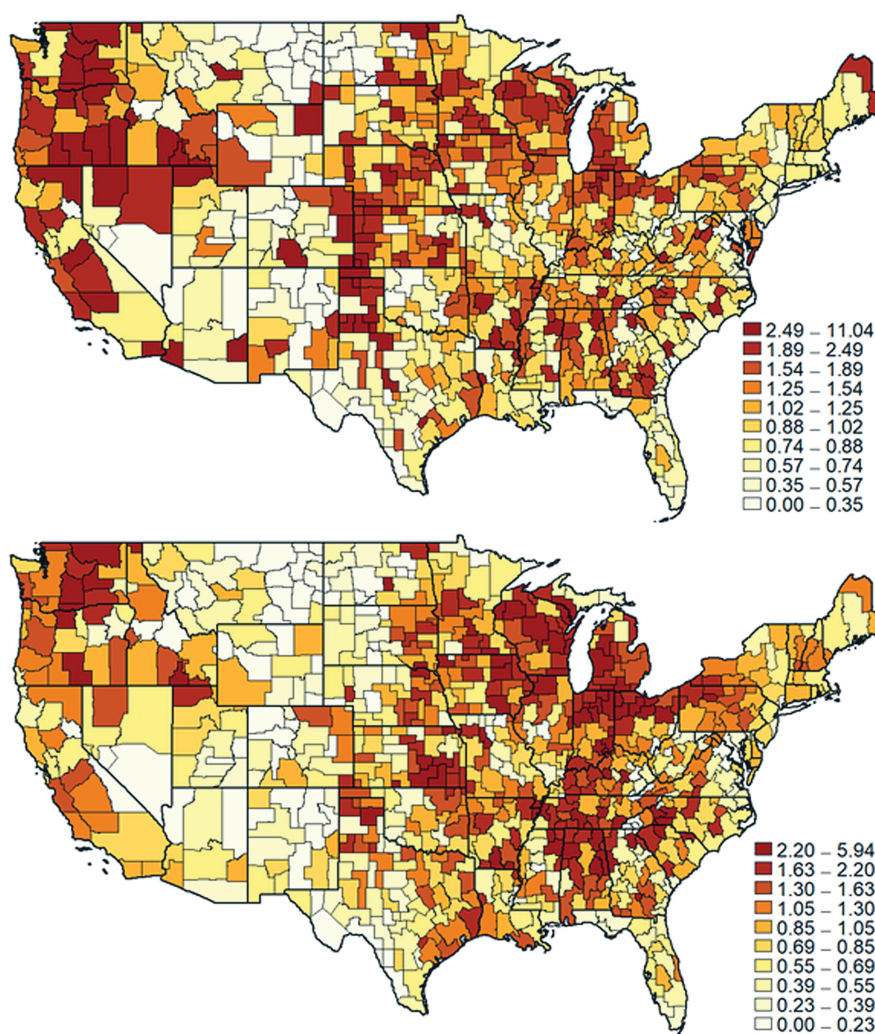 2.49 – 11.04
1.89 – 2.49
1.54 – 1.89
1.25 – 1.54
1.02 – 1.25
0.88 – 1.02
0.74 – 0.88
0.57 – 0.74
0.35 – 0.57
0.00 – 0.35
2.20 – 5.94
1.63 – 2.20
1.30 – 1.63
1.05 – 1.30
0.85 – 1.05
0.69 – 0.85
0.55 – 0.69
0.39 – 0.55
0.23 – 0.39
0.00 – 0.23